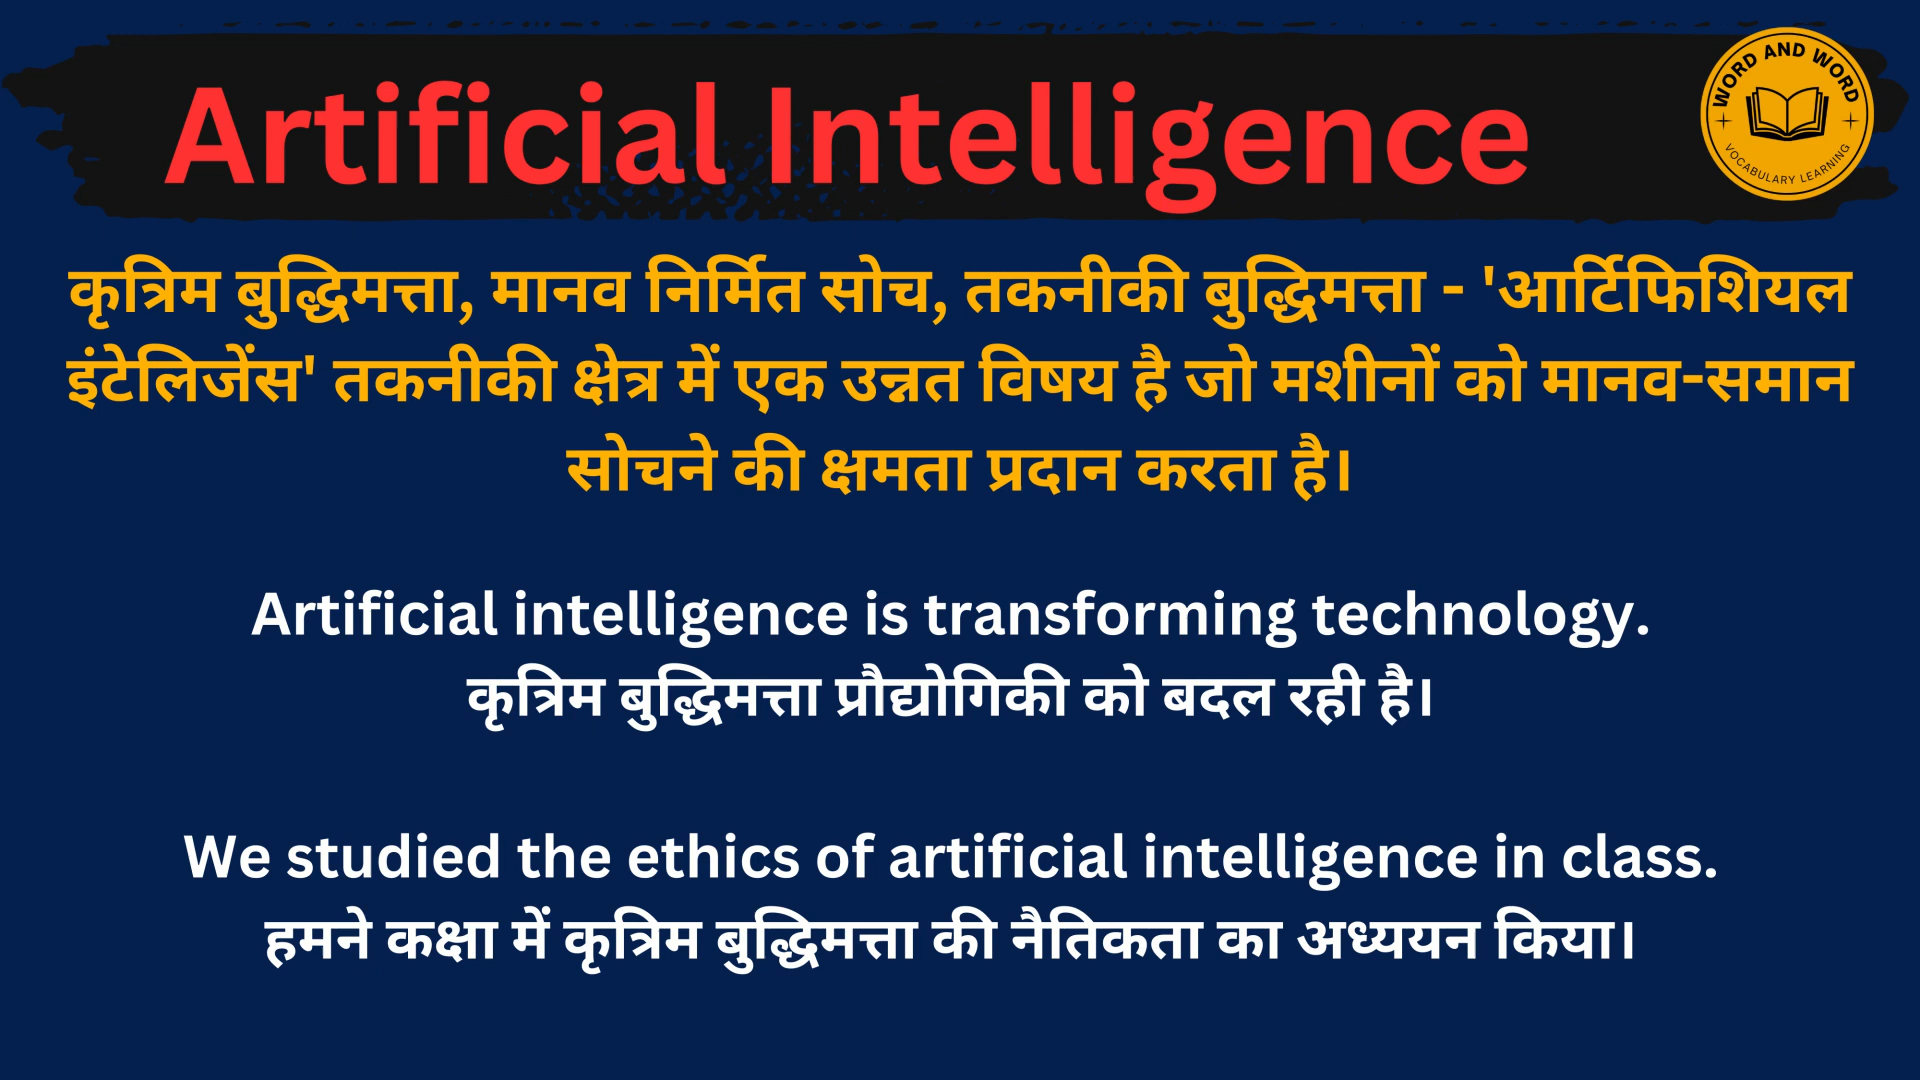 Artificial Intelligence
WORD AND WORD
VOCABULARY LEARNING
कृत्रिम बुद्धिमत्ता, मानव निर्मित सोच, तकनीकी बुद्धिमत्ता - 'आर्टिफिशियल
इंटेलिजेंस' तकनीकी क्षेत्र में एक उन्नत विषय है जो मशीनों को मानव-समान
सोचने की क्षमता प्रदान करता है।
Artificial intelligence is transforming technology.
कृत्रिम बुद्धिमत्ता प्रौद्योगिकी को बदल रही है।
We studied the ethics of artificial intelligence in class.
हमने कक्षा में कृत्रिम बुद्धिमत्ता की नैतिकता का अध्ययन किया।